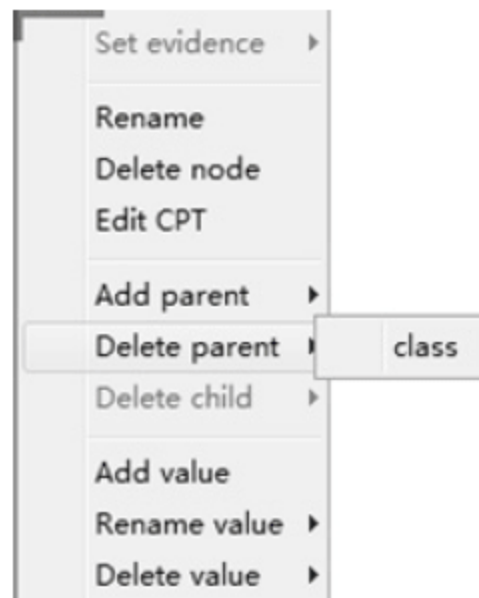 Set evidence
Rename
Delete node
Edit CPT
Add parent
Delete parent
class
Delete child
Add value
Rename value
Delete value